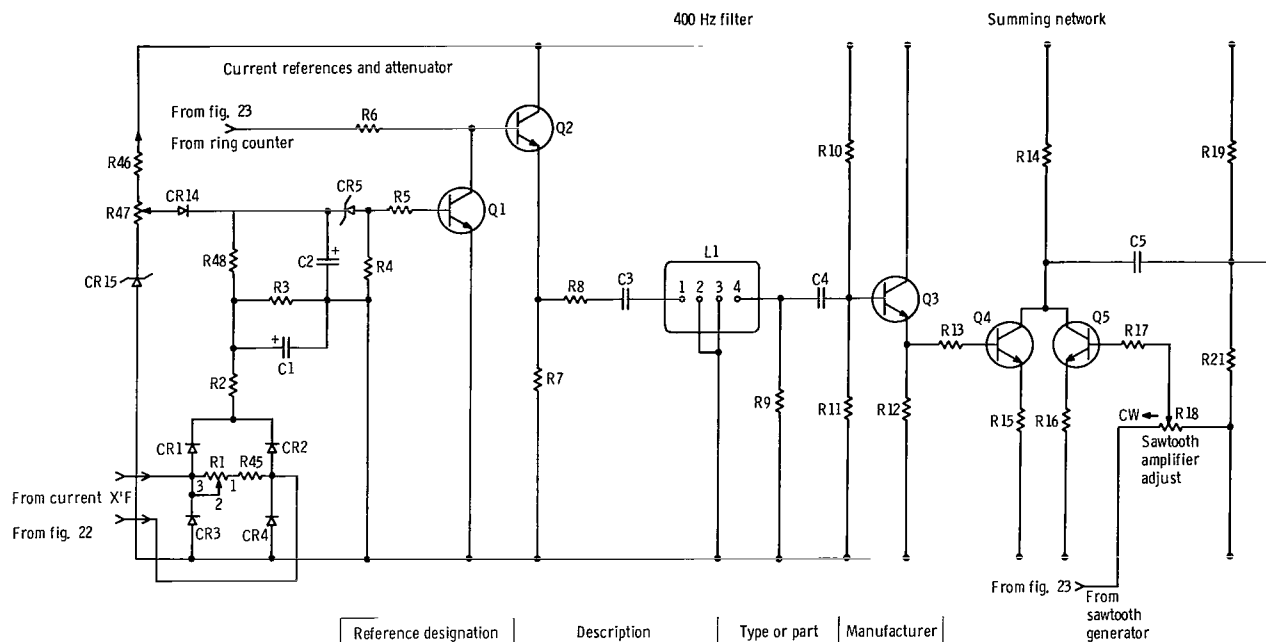 400 Hz filter
Summing network
Current references and attenuator
From fig. 23
From ring counter
R6
Q2
R46
R10
R14
R19
CR14
CR5
R5
Q1
R47
R48
C2
+
R4
CR15
R3
+
C1
L1
1 2 3 4
R8
C3
C4
Q3
C5
R13
Q4
Q5
R17
R2
R7
R9
R11
R12
R15
R16
R21
CW
R18
Sawtooth
amplifier
adjust
CR1
CR2
R1
R45
3
1
2
From current X'F
From fig. 22
CR3
CR4
From fig. 23
From
sawtooth
generator
Reference designation
Description
Type or part
Manufacturer